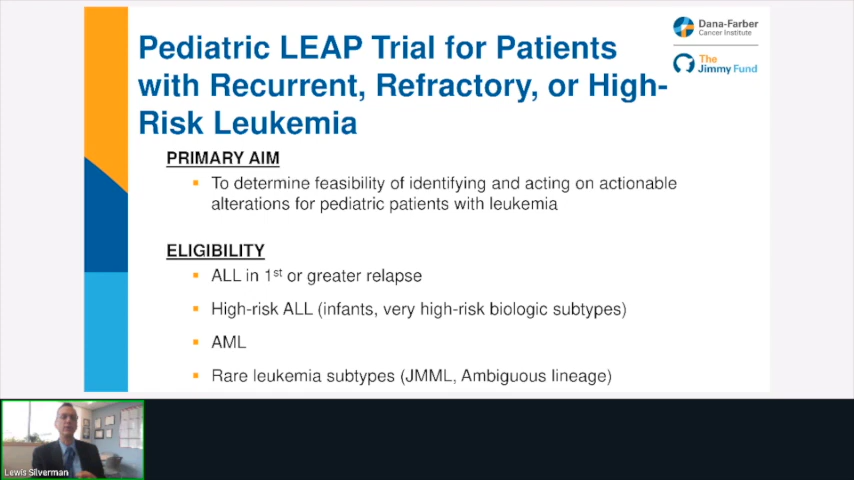 Dana-Farber
Cancer Institute
The
Jimmy Fund
Pediatric LEAP Trial for Patients
with Recurrent, Refractory, or High-
Risk Leukemia
PRIMARY AIM
▪ To determine feasibility of identifying and acting on actionable
alterations for pediatric patients with leukemia
ELIGIBILITY
▪ ALL in 1st or greater relapse
▪ High-risk ALL (infants, very high-risk biologic subtypes)
▪ AML
▪ Rare leukemia subtypes (JMML, Ambiguous lineage)
Lewis Silverman